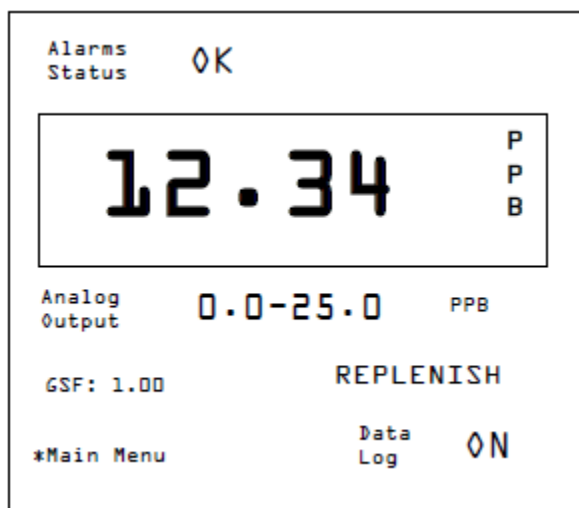 Alarms
Status OK
12.34 PPB
Analog
Output 0.0-25.0 PPB
GSF: 1.00 REPLENISH
*Main Menu Data
Log ON